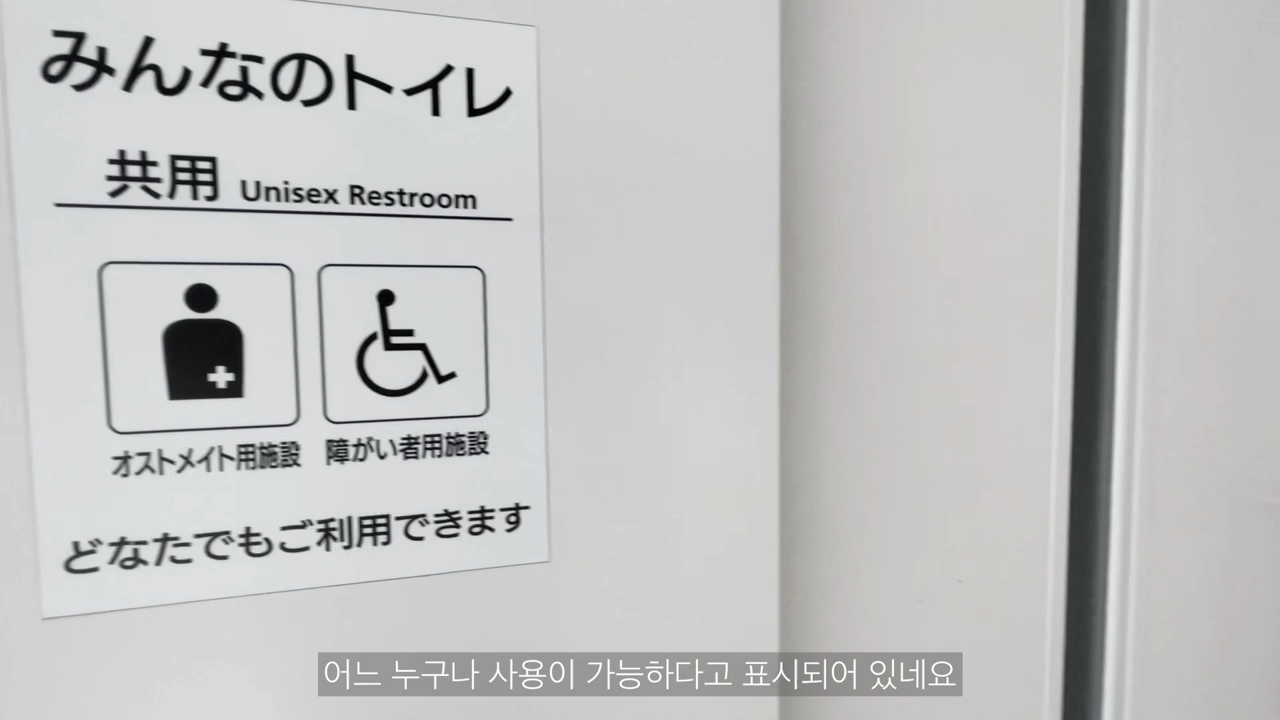 みんなのトイレ
共用 Unisex Restroom
オストメイト用施設 障がい者用施設
どなたでもご利用できます
어느 누구나 사용이 가능하다고 표시되어 있네요